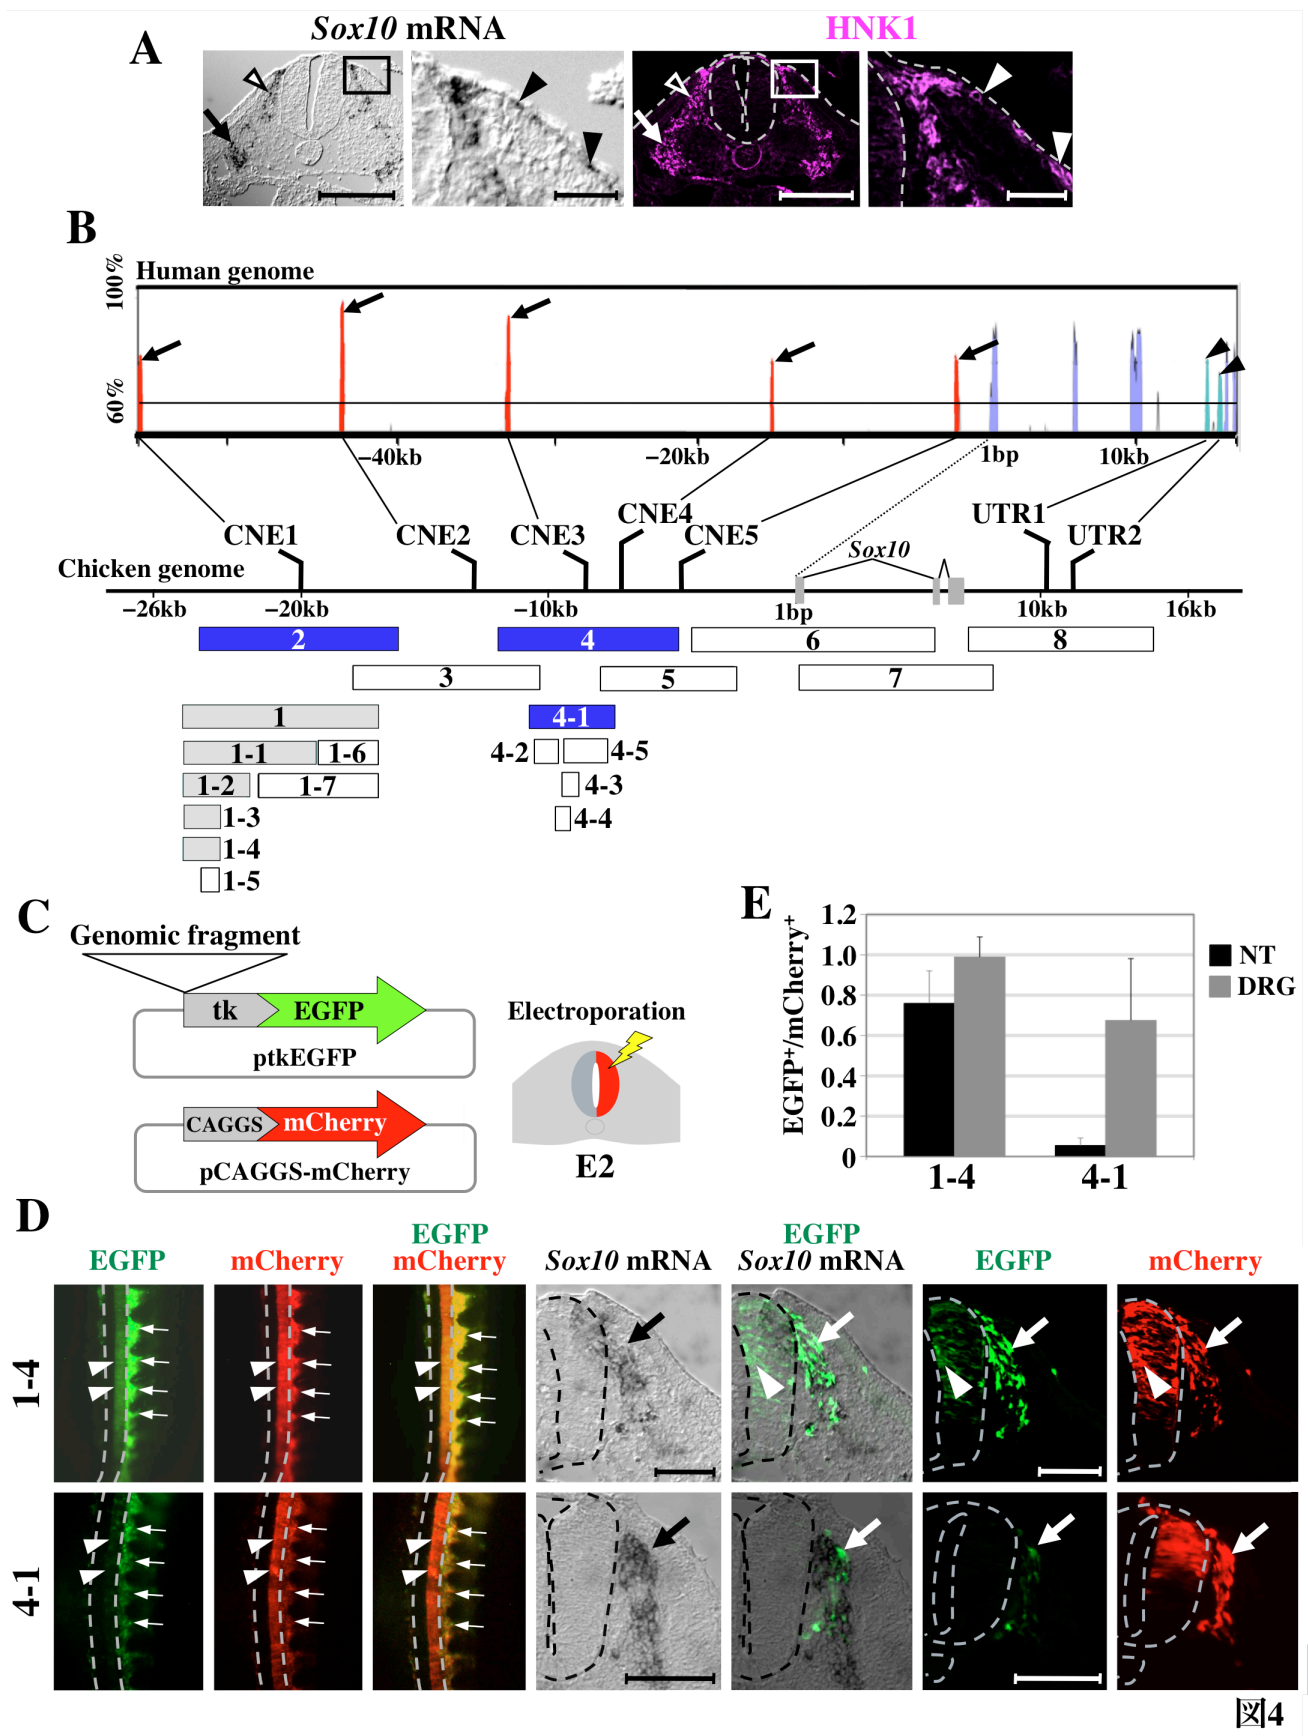 A
Sox10 mRNA
HNK1
B
Human genome
100%
60%
−40kb
−20kb
1bp
10kb
CNE1
CNE2
CNE3
CNE4
CNE5
UTR1
UTR2
Sox10
Chicken genome
−26kb
−20kb
−10kb
1bp
10kb
16kb
2
4
6
8
3
5
7
1
4-1
1-1
1-6
4-2
4-5
1-2
1-7
4-3
1-3
4-4
1-4
1-5
C
Genomic fragment
tk
EGFP
ptkEGFP
CAGGS
mCherry
pCAGGS-mCherry
Electroporation
E2
E
EGFP⁺/mCherry⁺
1.2
1.0
0.8
0.6
0.4
0.2
0
1-4
4-1
NT
DRG
D
EGFP
mCherry
EGFP
mCherry
Sox10 mRNA
EGFP
Sox10 mRNA
EGFP
mCherry
1-4
4-1
図4